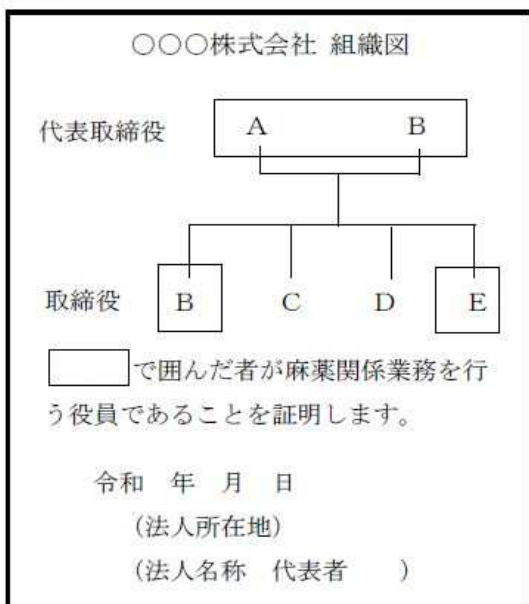 ○○○株式会社 組織図
代表取締役 A B
取締役 B C D E
で囲んだ者が麻薬関係業務を行
う役員であることを証明します。
令和 年 月 日
(法人所在地)
(法人名称 代表者 )